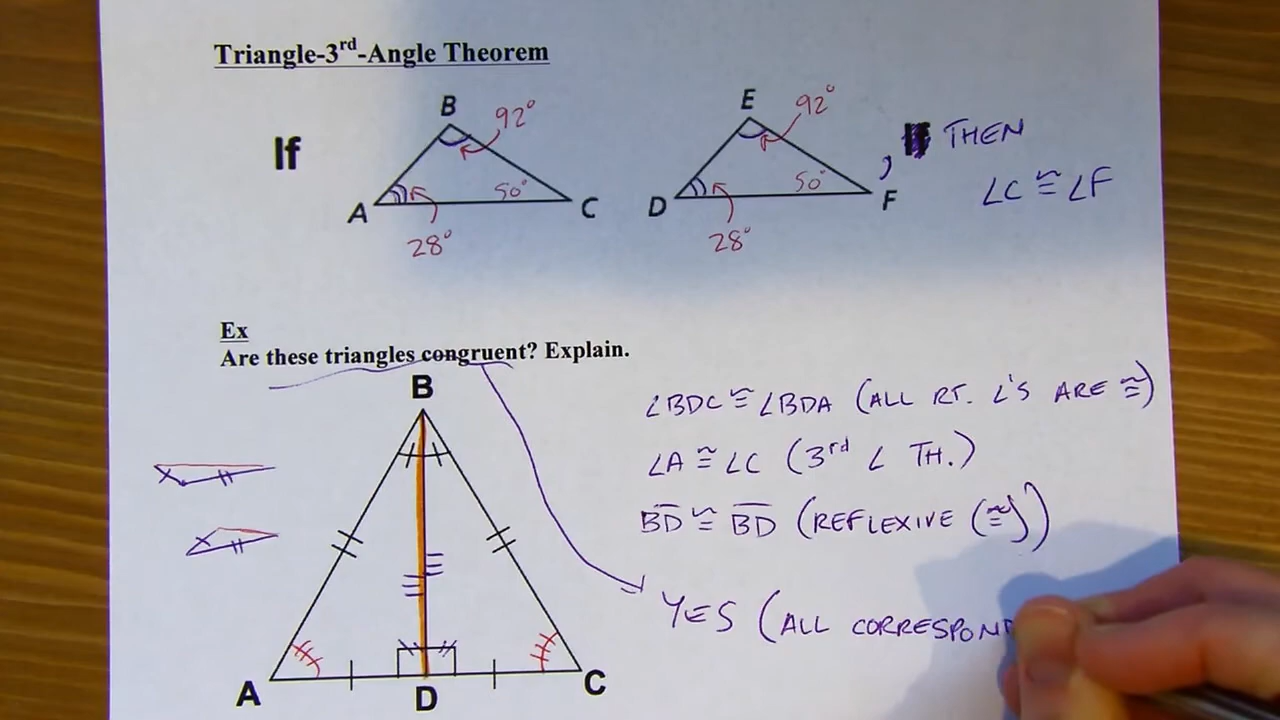 Triangle-3rd-Angle Theorem
B 92° E 92°
If , THEN
50° 50° ∠C ≅ ∠F
A C D F
28° 28°
Ex
Are these triangles congruent? Explain.
B
∠BDC ≅ ∠BDA (ALL RT. ∠'S ARE ≅)
∠A ≅ ∠C (3rd ∠ TH.)
BD ≅ BD (REFLEXIVE (≅))
YES (ALL CORRESPOND
A D C